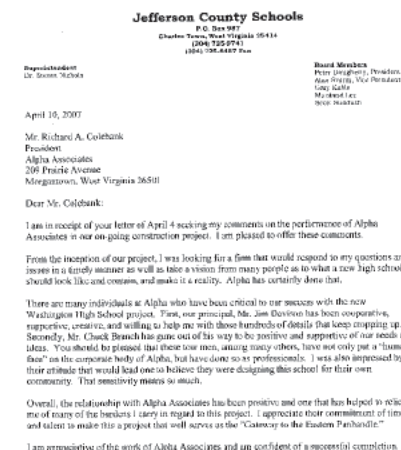 Jefferson County Schools
P.O. Box 987
Charles Town, West Virginia 25414
(304) 725-9741
Fax
Superintendent
Dr. Steven Nichols
Board Members
Peter Dougherty, President
Alan Vice President
Gary Kable
April 10, 2007
Mr. Richard A. Colebank
President
Alpha Associates
209 Prairie Avenue
Morgantown, West Virginia 26501
Dear Mr. Colebank:
I am in receipt of your letter of April 4 seeking my comments on the performance of Alpha
Associates in our on-going construction project. I am pleased to offer these comments.
From the inception of our project, I was looking for a firm that would respond to my questions an
issues in a timely manner as well as take a vision from many people as to what a new high school
should look like and contain, and make it a reality. Alpha has certainly done that.
There are many individuals at Alpha who have been critical to our success with the new
Washington High School project. First, our principal, Mr. Jim Davison has been cooperative,
supportive, creative, and willing to help me with those hundreds of details that keep cropping up.
Secondly, Mr. Chuck Branch has gone out of his way to be positive and supportive of our needs a
ideas. You should be pleased that these four men, among many others, have not only put a "human
face" on the corporate body of Alpha, but have done so as professionals. I was also impressed by
their attitude that would lead one to believe they were designing this school for their own
community. That sensitivity means so much.
Overall, the relationship with Alpha Associates has been positive and one that has helped to relie
me of many of the burdens I carry in regard to this project. I appreciate their commitment of time
and talent to make this a project that well serves as the "Gateway to the Eastern Panhandle."
I am appreciative of the work of Alpha Associates and am confident of a successful completion.